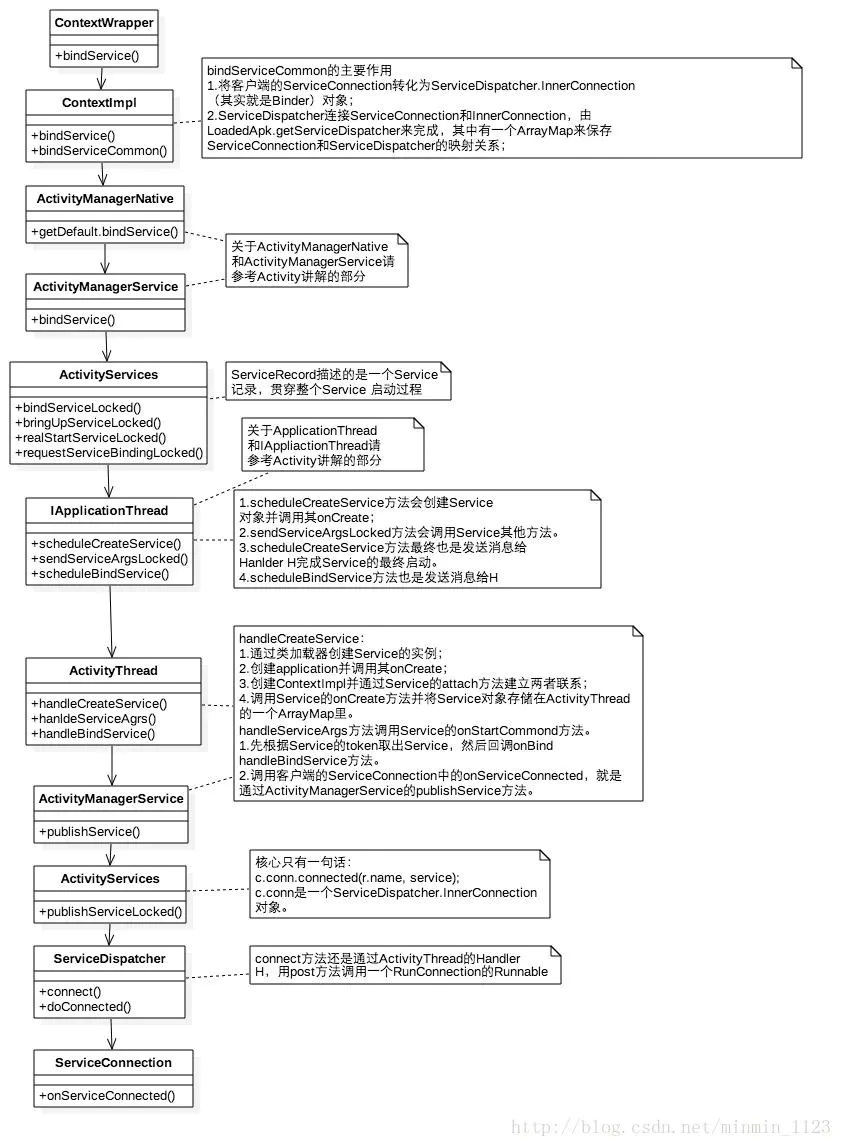 ContextWrapper
+bindService()
bindServiceCommon的主要作用
1.将客户端的ServiceConnection转化为ServiceDispatcher.InnerConnection
（其实就是Binder）对象；
2.ServiceDispatcher连接ServiceConnection和InnerConnection，由
LoadedApk.getServiceDispatcher来完成，其中有一个ArrayMap来保存
ServiceConnection和ServiceDispatcher的映射关系；
ContextImpl
+bindService()
+bindServiceCommon()
ActivityManagerNative
+getDefault.bindService()
关于ActivityManagerNative
和ActivityManagerService请
参考Activity讲解的部分
ActivityManagerService
+bindService()
ActivityServices
+bindServiceLocked()
+bringUpServiceLocked()
+realStartServiceLocked()
+requestServiceBindingLocked()
ServiceRecord描述的是一个Service
记录，贯穿整个Service 启动过程
关于ApplicationThread
和IAppliactionThread请
参考Activity讲解的部分
IApplicationThread
+scheduleCreateService()
+sendServiceArgsLocked()
+scheduleBindService()
1.scheduleCreateService方法会创建Service
对象并调用其onCreate；
2.sendServiceArgsLocked方法会调用Service其他方法。
3.scheduleCreateService方法最终也是发送消息给
Hanlder H完成Service的最终启动。
4.scheduleBindService方法也是发送消息给H
ActivityThread
+handleCreateService()
+hanldeServiceAgrs()
+handleBindService()
handleCreateService：
1.通过类加载器创建Service的实例；
2.创建application并调用其onCreate；
3.创建ContextImpl并通过Service的attach方法建立两者联系；
4.调用Service的onCreate方法并将Service对象存储在ActivityThread
的一个ArrayMap里。
handleServiceArgs方法调用Service的onStartCommond方法。
1.先根据Service的token取出Service，然后回调onBind
handleBindService方法。
2.调用客户端的ServiceConnection中的onServiceConnected，就是
通过ActivityManagerService的publishService方法。
ActivityManagerService
+publishService()
ActivityServices
+publishServiceLocked()
核心只有一句话：
c.conn.connected(r.name, service);
c.conn是一个ServiceDispatcher.InnerConnection
对象。
ServiceDispatcher
+connect()
+doConnected()
connect方法还是通过ActivityThread的Handler
H，用post方法调用一个RunConnection的Runnable
ServiceConnection
+onServiceConnected()
http://blog.csdn.net/minmin_1123